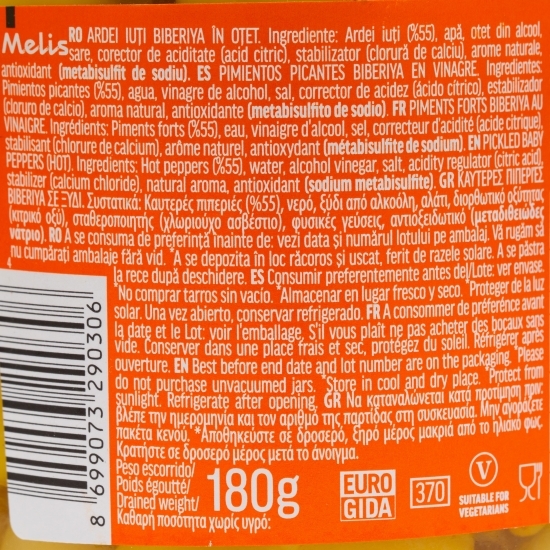 Melis RO ARDEI IUȚI BIBERIYA ÎN OȚET. Ingrediente: Ardei iuți (%55), apă, oțet din alcool,
sare, corector de aciditate (acid citric), stabilizator (clorură de calciu), arome naturale,
antioxidant (metabisulfit de sodiu). ES PIMIENTOS PICANTES BIBERIYA EN VINAGRE. Ingredientes:
Pimientos picantes (%55), agua, vinagre de alcohol, sal, corrector de acidez (ácido cítrico), estabilizador
(cloruro de calcio), aroma natural, antioxidante (metabisulfito de sodio). FR PIMENTS FORTS BIBERIYA AU
VINAIGRE. Ingrédients: Piments forts (%55), eau, vinaigre d'alcool, sel, correcteur d'acidité (acide citrique),
stabilisant (chlorure de calcium), arôme naturel, antioxydant (métabisulfite de sodium). EN PICKLED BABY
PEPPERS (HOT). Ingredients: Hot peppers (%55), water, alcohol vinegar, salt, acidity regulator (citric acid),
stabilizer (calcium chloride), natural aroma, antioxidant (sodium metabisulfite). GR ΚΑΥΤΕΡΕΣ ΠΙΠΕΡΙΕΣ
BIBERIYA ΣΕ ΞΥΔΙ. Συστατικά: Καυτερές πιπεριές (%55), νερό, ξύδι από αλκοόλη, αλάτι, διορθωτικό οξύτητας
(κιτρικό οξύ), σταθεροποιητής (χλωριούχο ασβέστιο), φυσικές γεύσεις, αντιοξειδωτικό (μεταδιθειώδες
νάτριο). RO A se consuma de preferință înainte de: vezi data și numărul lotului pe ambalaj. Vă rugăm să
nu cumpărați ambalaje fără vid. *A se depozita în loc răcoros și uscat, ferit de razele solare. A se păstra
la rece după deschidere. ES Consumir preferentemente antes del/Lote: ver envase.
*No comprar tarros sin vacío. *Almacenar en lugar fresco y seco. *Proteger de la luz
solar. Una vez abierto, conservar refrigerado. FR A consommer de préférence avant
la date et le Lot: voir l'emballage. S'il vous plaît ne pas acheter des bocaux sans
vide. Conserver dans une place frais et sec, protégez du soleil. Réfrigérer après
ouverture. EN Best before end date and lot number are on the packaging. *Please
do not purchase unvacuumed jars. *Store in cool and dry place. *Protect from
sunlight. Refrigerate after opening. GR Να καταναλώνεται κατά προτίμηση πριν:
βλέπε την ημερομηνία και τον αριθμό της παρτίδας στη συσκευασία. Μην αγοράζετε
πακέτα κενού. *Αποθηκεύστε σε δροσερό, ξηρό μέρος μακριά από το ηλιακό φως.
Κρατήστε σε δροσερό μέρος μετά το άνοιγμα.
Peso escorrido/
Poids égoutté/
Drained weight/
Καθαρή ποσότητα χωρίς υγρό:
180g
EURO
GIDA
370
V
SUITABLE FOR
VEGETARIANS
8 699073 290306